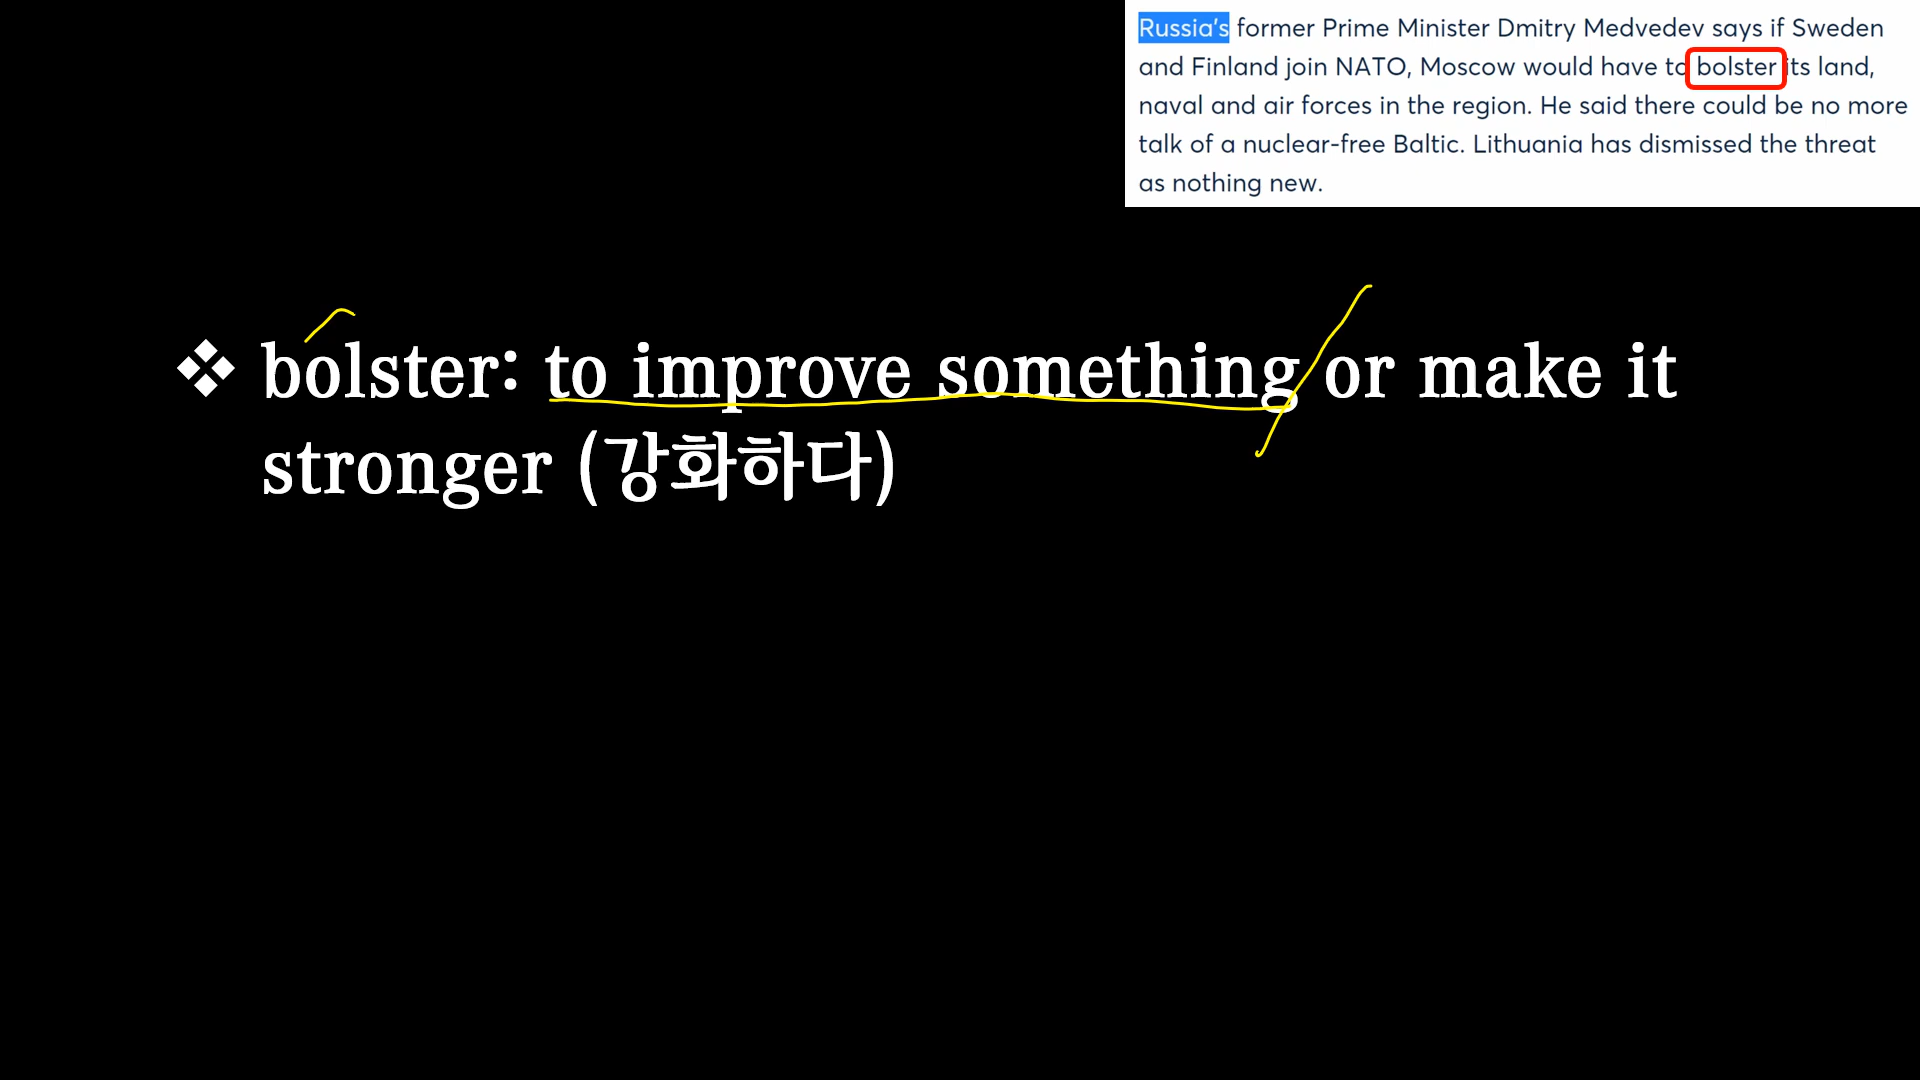 Russia's former Prime Minister Dmitry Medvedev says if Sweden
and Finland join NATO, Moscow would have to bolster its land,
naval and air forces in the region. He said there could be no more
talk of a nuclear-free Baltic. Lithuania has dismissed the threat
as nothing new.
❖ bolster: to improve something or make it
stronger (강화하다)